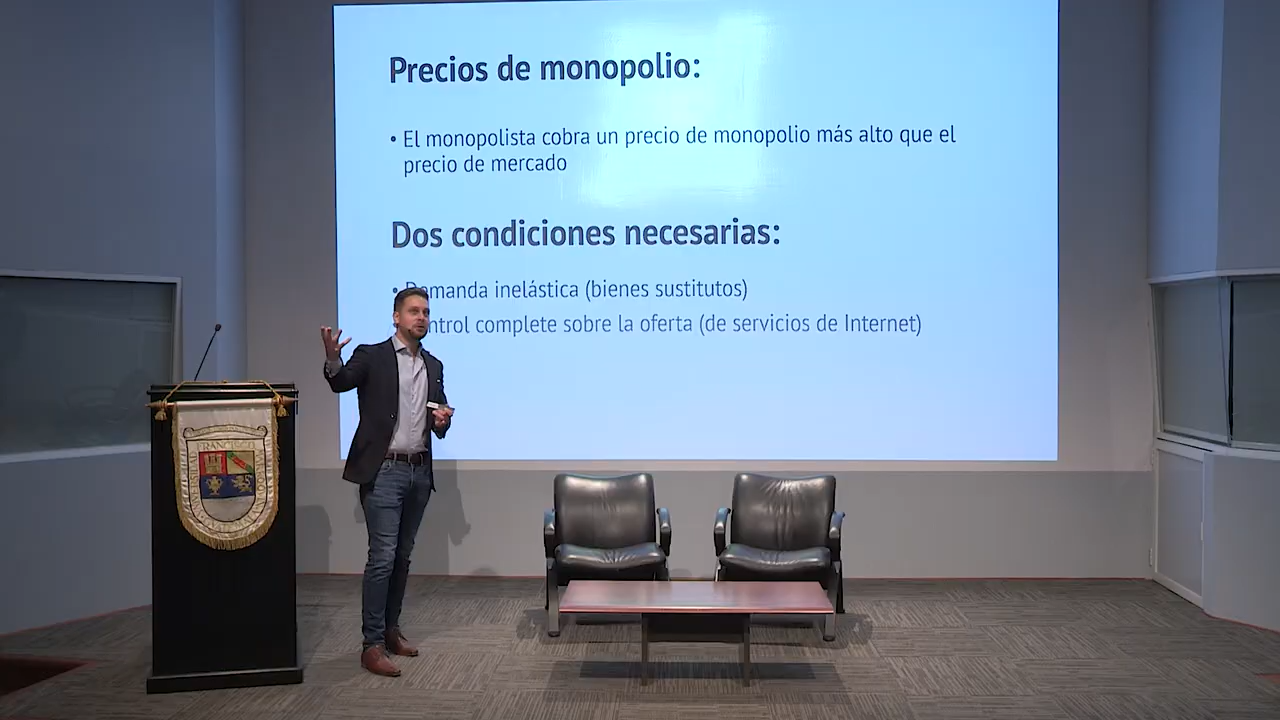 Precios de monopolio:
• El monopolista cobra un precio de monopolio más alto que el
precio de mercado
Dos condiciones necesarias:
• Demanda inelástica (bienes sustitutos)
complete sobre la oferta (de servicios de Internet)
FRANCISCO